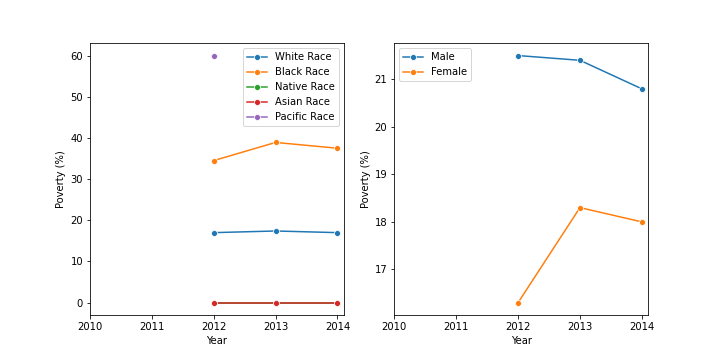 60
50
40
30
20
10
0
Poverty (%)
2010 2011 2012 2013 2014
Year
White Race
Black Race
Native Race
Asian Race
Pacific Race
21
20
19
18
17
Poverty (%)
2010 2011 2012 2013 2014
Year
Male
Female